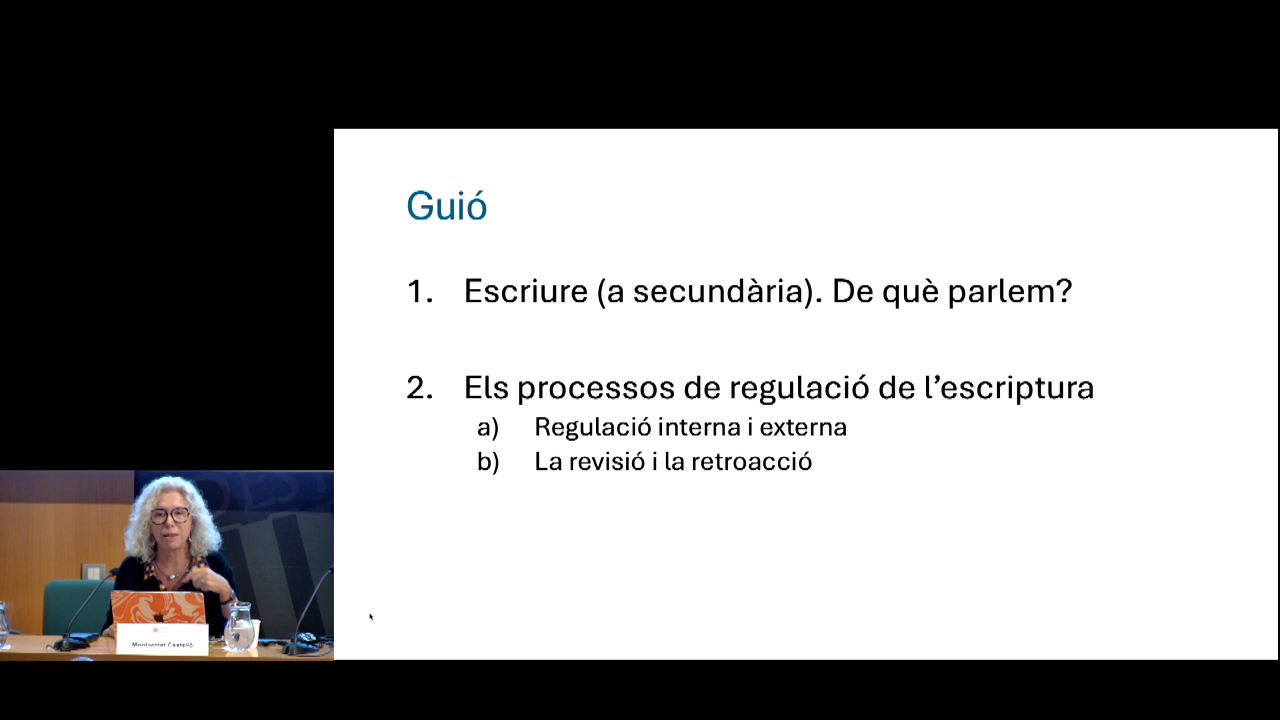 Guió
1. Escriure (a secundària). De què parlem?
2. Els processos de regulació de l’escriptura
a) Regulació interna i externa
b) La revisió i la retroacció
Montserrat Castelló